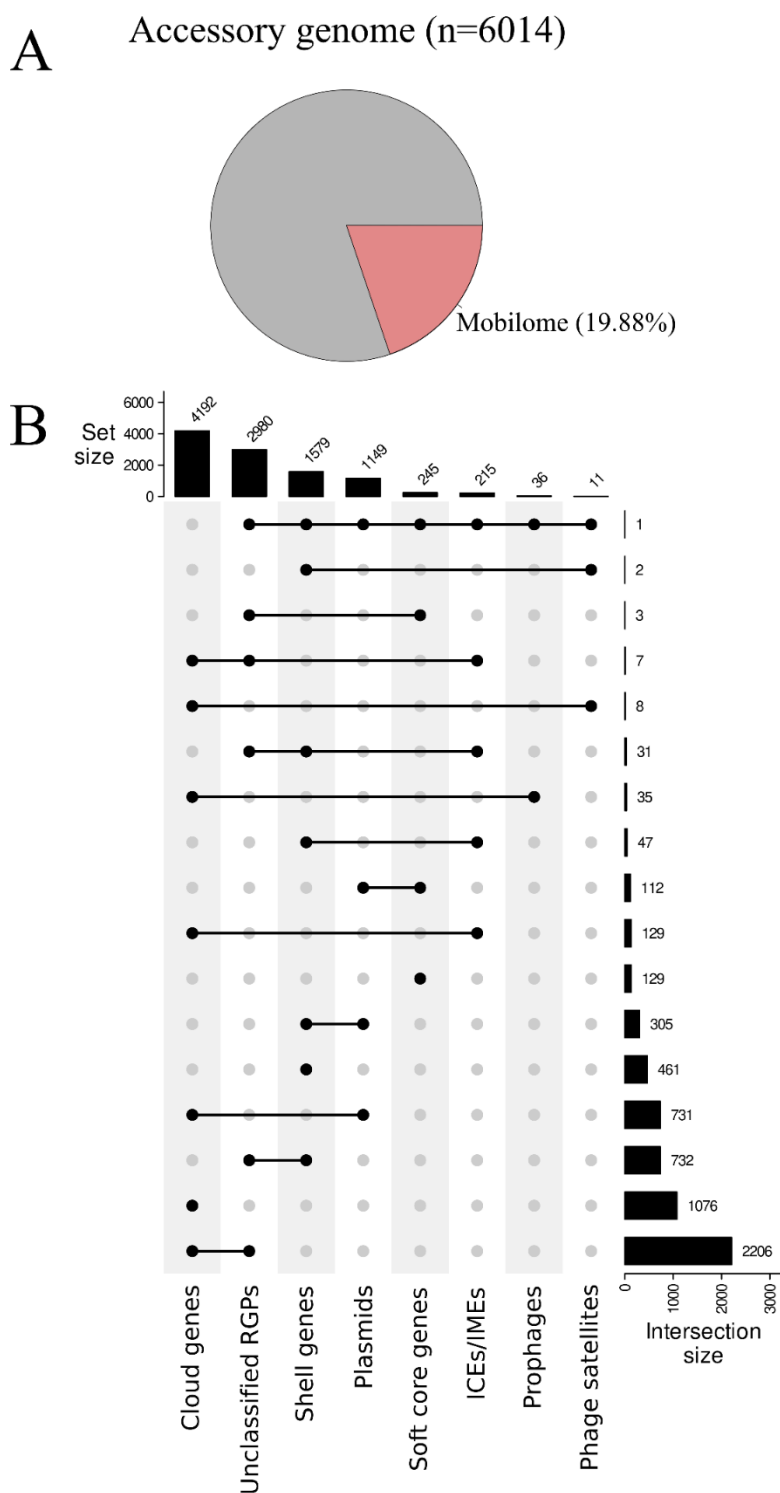 A
Accessory genome (n=6014)
Mobilome (19.88%)
B
Set
size
6000
4000
2000
0
4192
2980
1579
1149
245
215
36
11
1
2
3
7
8
31
35
47
112
129
129
305
461
731
732
1076
2206
Cloud genes
Unclassified RGPs
Shell genes
Plasmids
Soft core genes
ICEs/IMEs
Prophages
Phage satellites
0
1000
2000
3000
Intersection
size